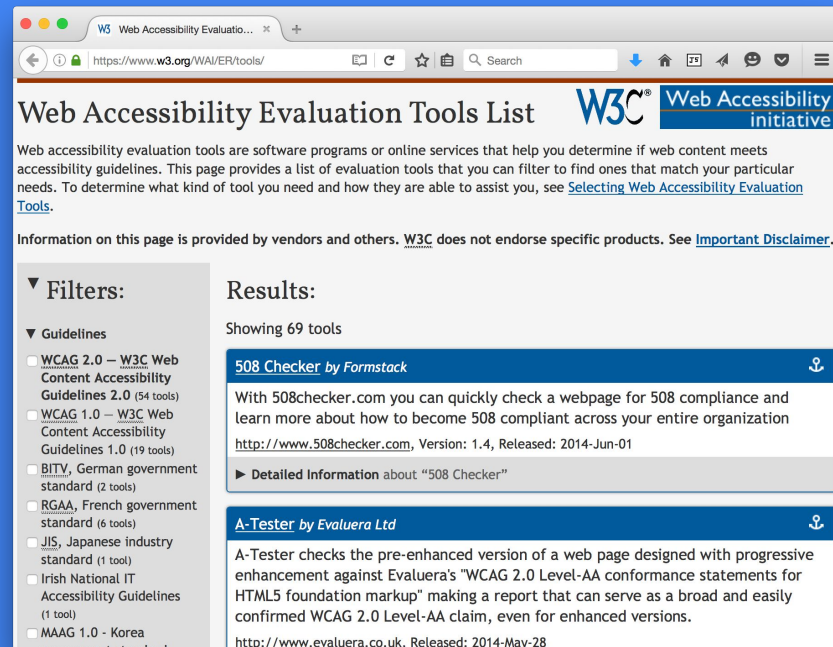 W3 Web Accessibility Evaluatio... × +
https://www.w3.org/WAI/ER/tools/ Search
Web Accessibility Evaluation Tools List
W3C® Web Accessibility
initiative
Web accessibility evaluation tools are software programs or online services that help you determine if web content meets
accessibility guidelines. This page provides a list of evaluation tools that you can filter to find ones that match your particular
needs. To determine what kind of tool you need and how they are able to assist you, see Selecting Web Accessibility Evaluation
Tools.
Information on this page is provided by vendors and others. W3C does not endorse specific products. See Important Disclaimer.
▼ Filters:
▼ Guidelines
WCAG 2.0 — W3C Web
Content Accessibility
Guidelines 2.0 (54 tools)
WCAG 1.0 — W3C Web
Content Accessibility
Guidelines 1.0 (19 tools)
BITV, German government
standard (2 tools)
RGAA, French government
standard (6 tools)
JIS, Japanese industry
standard (1 tool)
Irish National IT
Accessibility Guidelines
(1 tool)
MAAG 1.0 - Korea
Results:
Showing 69 tools
508 Checker by Formstack
With 508checker.com you can quickly check a webpage for 508 compliance and
learn more about how to become 508 compliant across your entire organization
http://www.508checker.com, Version: 1.4, Released: 2014-Jun-01
► Detailed Information about “508 Checker”
A-Tester by Evaluera Ltd
A-Tester checks the pre-enhanced version of a web page designed with progressive
enhancement against Evaluera's "WCAG 2.0 Level-AA conformance statements for
HTML5 foundation markup" making a report that can serve as a broad and easily
confirmed WCAG 2.0 Level-AA claim, even for enhanced versions.
http://www.evaluera.co.uk, Released: 2014-May-28